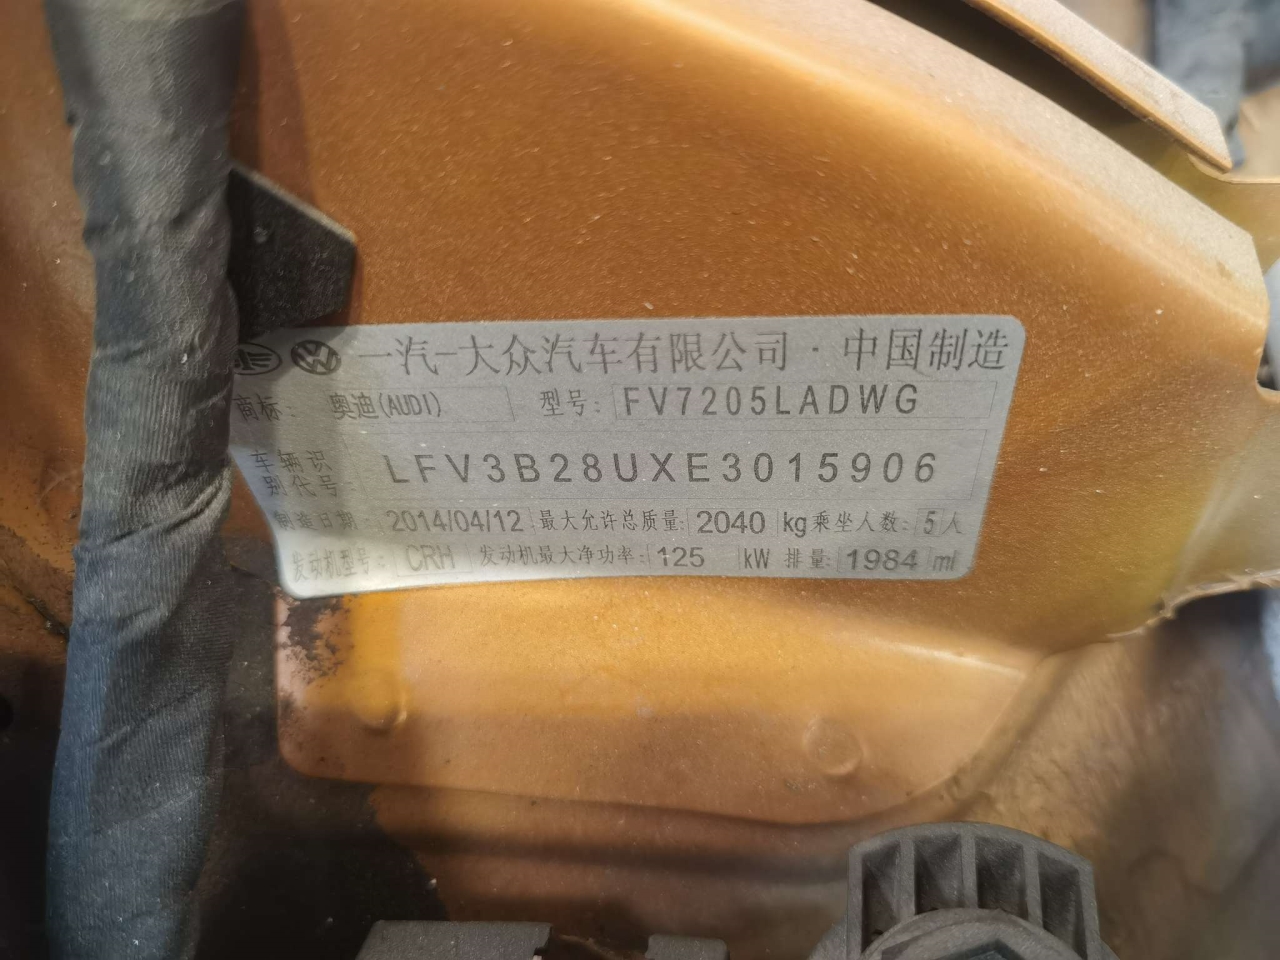 一汽-大众汽车有限公司·中国制造
商标: 奥迪(AUDI) 型号: FV7205LADWG
车辆识别代号: LFV3B28UXE3015906
制造日期: 2014/04/12 最大允许总质量: 2040 kg 乘坐人数: 5 人
发动机型号: CRH 发动机最大净功率: 125 kW 排量: 1984 ml